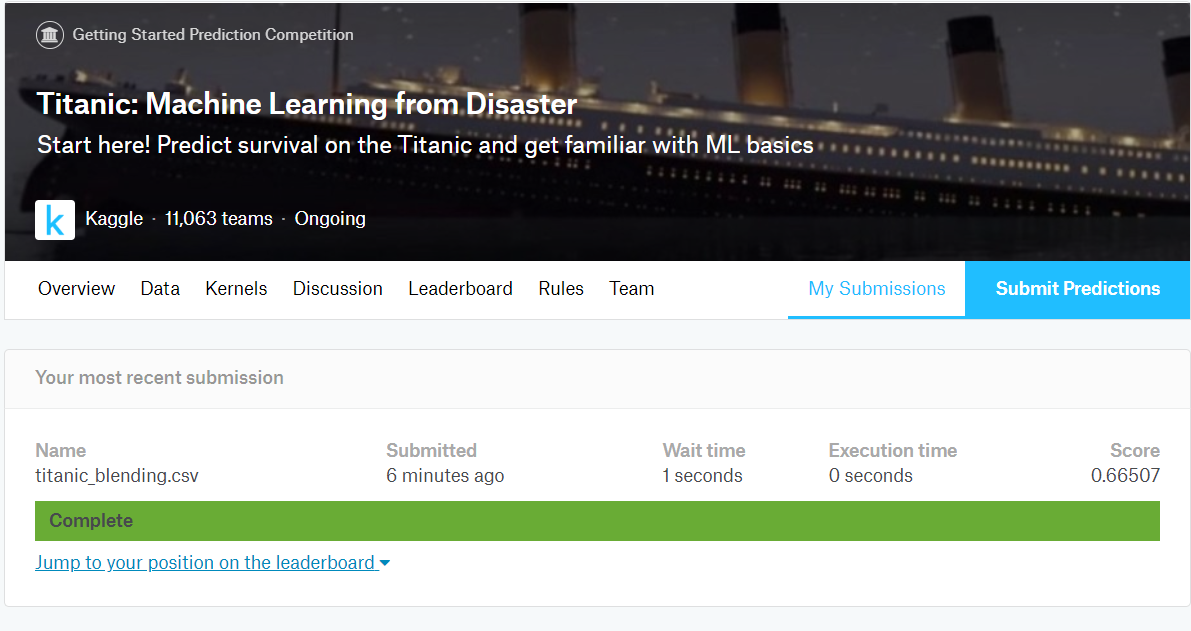 Getting Started Prediction Competition
Titanic: Machine Learning from Disaster
Start here! Predict survival on the Titanic and get familiar with ML basics
k Kaggle · 11,063 teams · Ongoing
Overview Data Kernels Discussion Leaderboard Rules Team My Submissions Submit Predictions
Your most recent submission
Name Submitted Wait time Execution time Score
titanic_blending.csv 6 minutes ago 1 seconds 0 seconds 0.66507
Complete
Jump to your position on the leaderboard